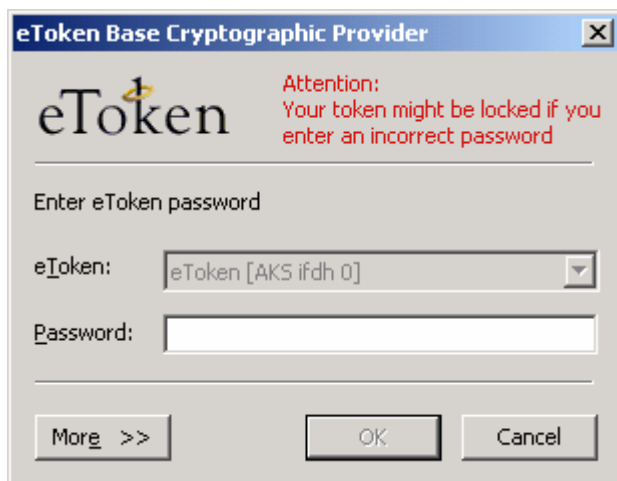 eToken Base Cryptographic Provider
eToken
Attention:
Your token might be locked if you
enter an incorrect password
Enter eToken password
eToken:
eToken [AKS ifdh 0]
Password:
More >>
OK
Cancel